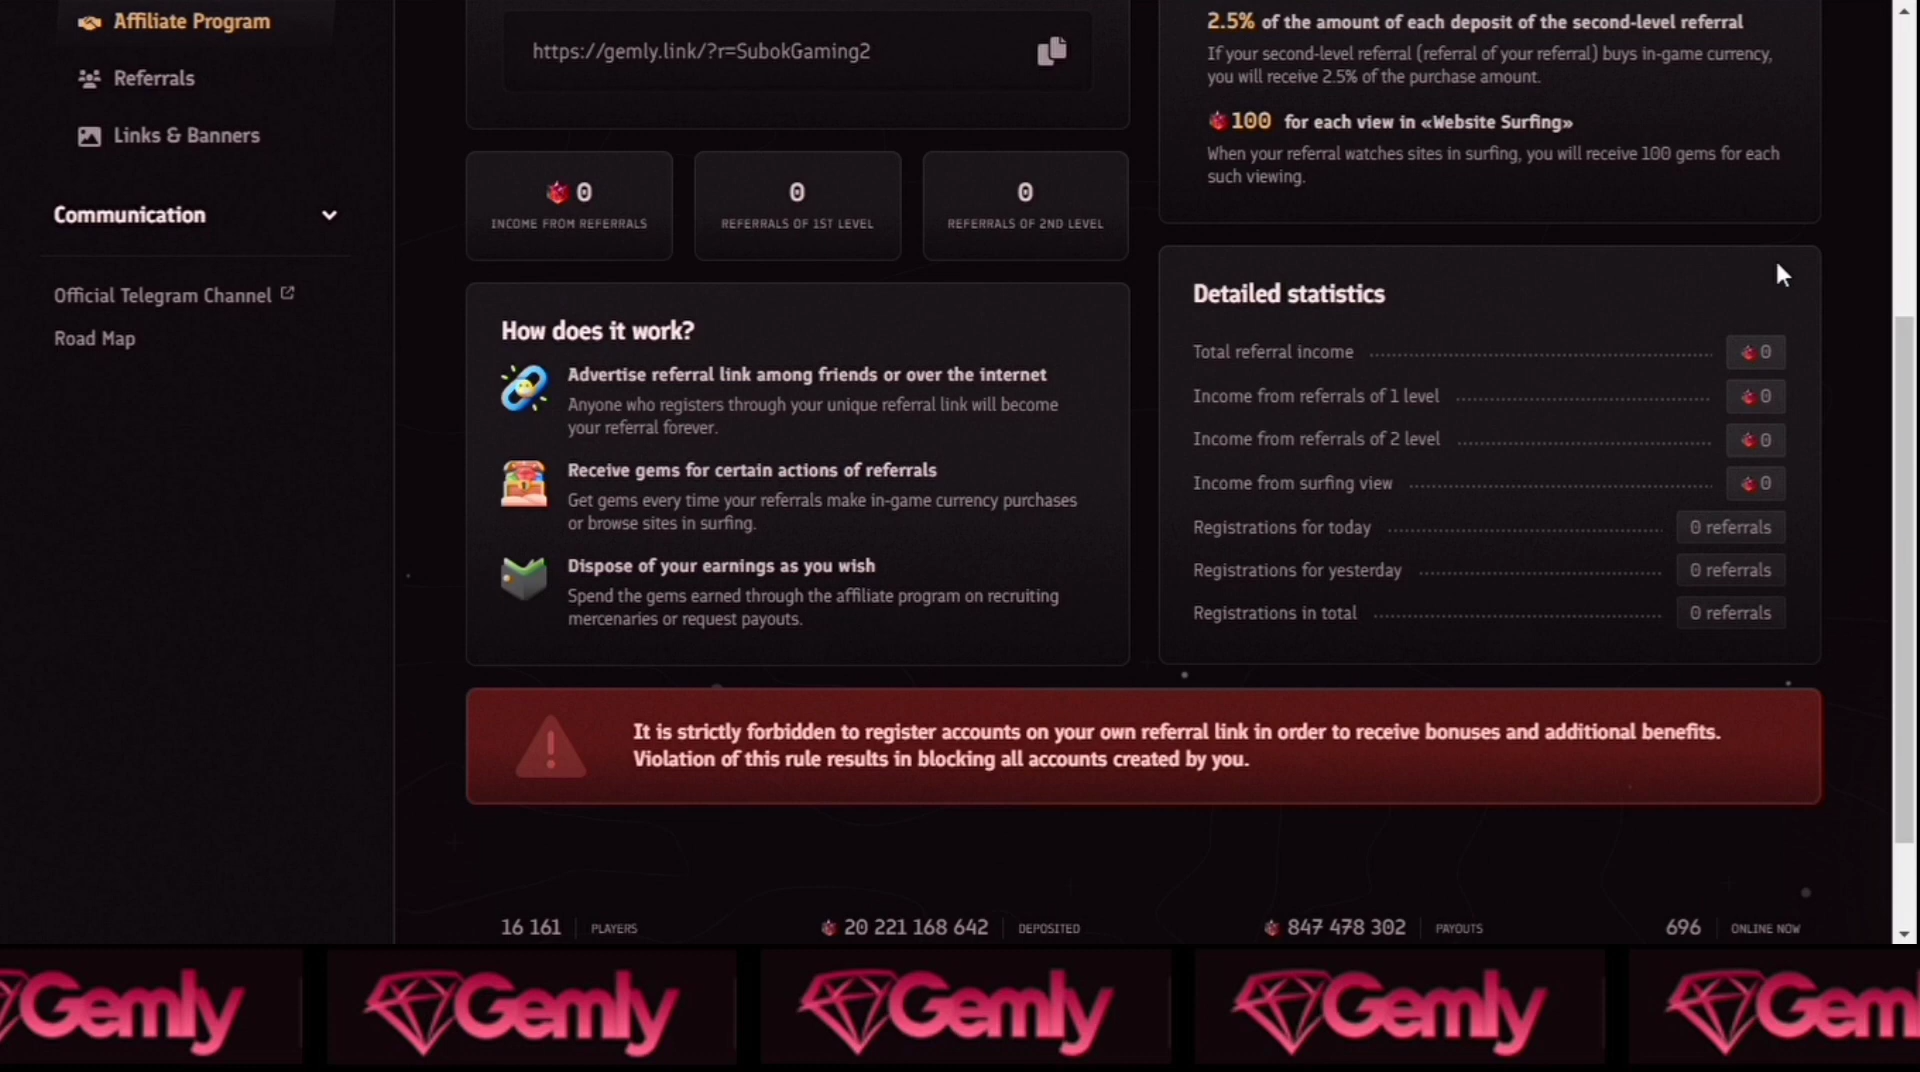 Affiliate Program
Referrals
Links & Banners
Communication
Official Telegram Channel
Road Map
https://gemly.link/?r=SubokGaming2
0
INCOME FROM REFERRALS
0
REFERRALS OF 1ST LEVEL
0
REFERRALS OF 2ND LEVEL
How does it work?
Advertise referral link among friends or over the internet
Anyone who registers through your unique referral link will become
your referral forever.
Receive gems for certain actions of referrals
Get gems every time your referrals make in-game currency purchases
or browse sites in surfing.
Dispose of your earnings as you wish
Spend the gems earned through the affiliate program on recruiting
mercenaries or request payouts.
2.5% of the amount of each deposit of the second-level referral
If your second-level referral (referral of your referral) buys in-game currency,
you will receive 2.5% of the purchase amount.
100 for each view in «Website Surfing»
When your referral watches sites in surfing, you will receive 100 gems for each
such viewing.
Detailed statistics
Total referral income 0
Income from referrals of 1 level 0
Income from referrals of 2 level 0
Income from surfing view 0
Registrations for today 0 referrals
Registrations for yesterday 0 referrals
Registrations in total 0 referrals
It is strictly forbidden to register accounts on your own referral link in order to receive bonuses and additional benefits.
Violation of this rule results in blocking all accounts created by you.
16 161 PLAYERS
20 221 168 642 DEPOSITED
847 478 302 PAYOUTS
696 ONLINE NOW
Gemly Gemly Gemly Gemly Gem